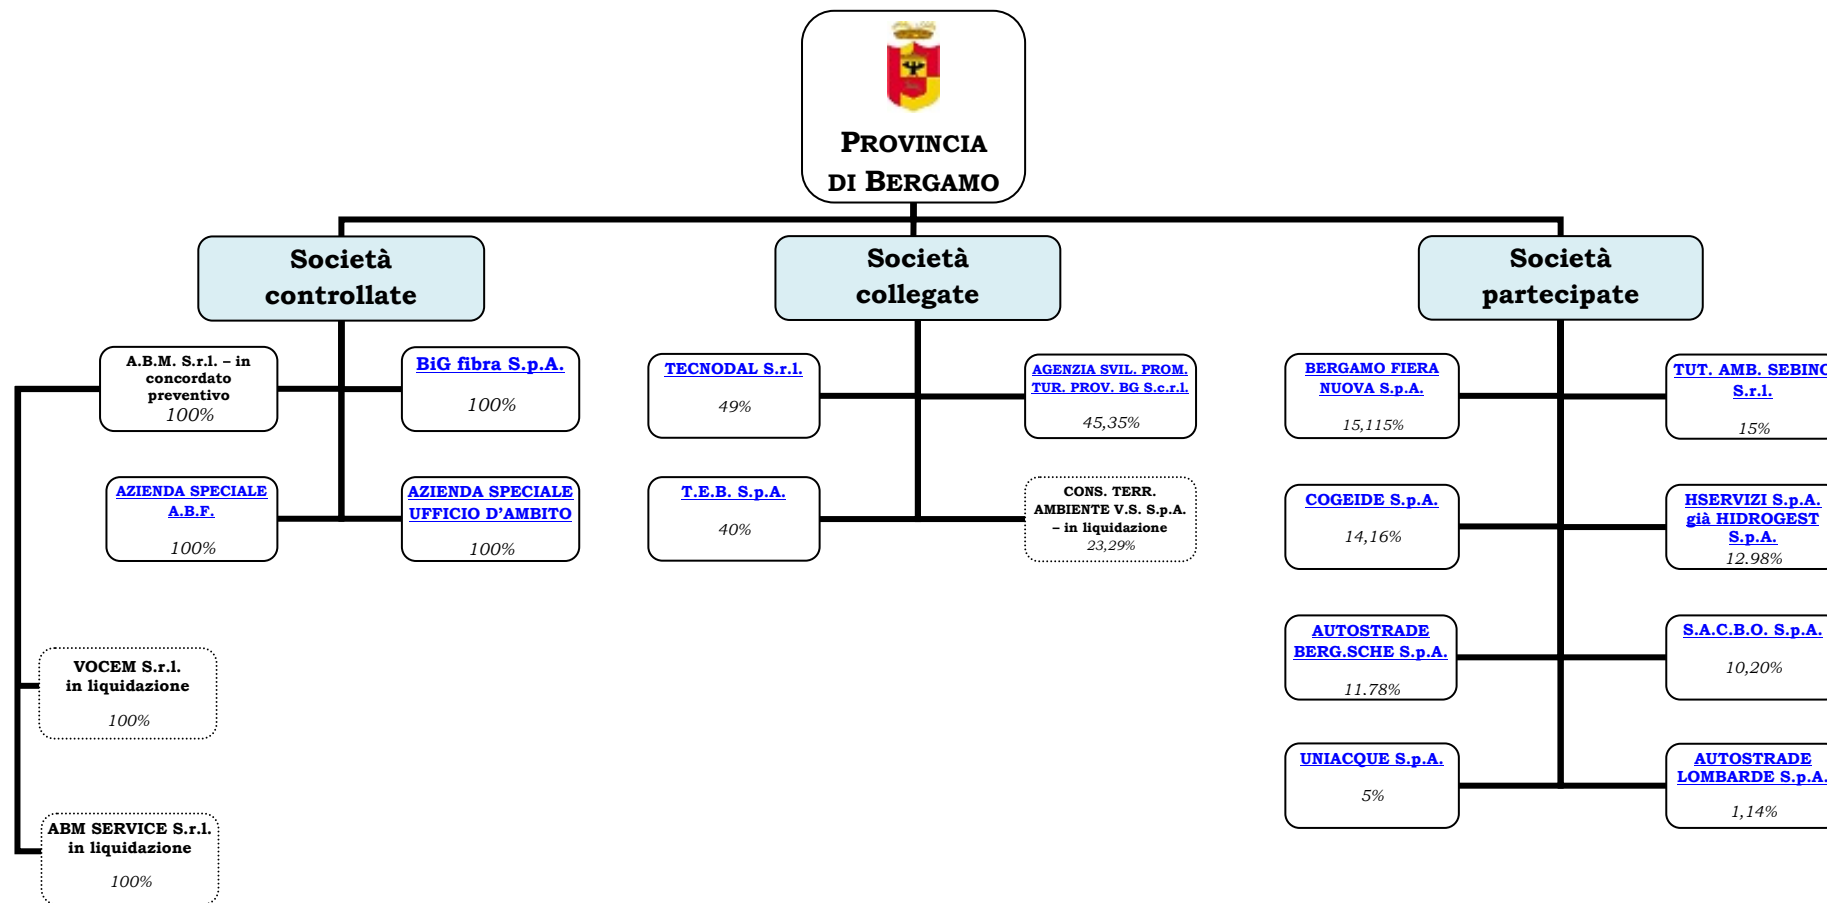 PROVINCIA
DI BERGAMO
Società
controllate
Società
collegate
Società
partecipate
A.B.M. S.r.l. – in
concordato
preventivo
100%
BiG fibra S.p.A.
100%
AZIENDA SPECIALE
A.B.F.
100%
AZIENDA SPECIALE
UFFICIO D’AMBITO
100%
VOCEM S.r.l.
in liquidazione
100%
ABM SERVICE S.r.l.
in liquidazione
100%
TECNODAL S.r.l.
49%
AGENZIA SVIL. PROM.
TUR. PROV. BG S.c.r.l.
45,35%
T.E.B. S.p.A.
40%
CONS. TERR.
AMBIENTE V.S. S.p.A.
– in liquidazione
23,29%
BERGAMO FIERA
NUOVA S.p.A.
15,115%
TUT. AMB. SEBINO
S.r.l.
15%
COGEIDE S.p.A.
14,16%
HSERVIZI S.p.A.
già HIDROGEST
S.p.A.
12.98%
AUTOSTRADE
BERG.SCHE S.p.A.
11.78%
S.A.C.B.O. S.p.A.
10,20%
UNIACQUE S.p.A.
5%
AUTOSTRADE
LOMBARDE S.p.A.
1,14%